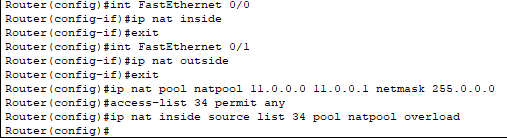 Router(config)#int FastEthernet 0/0
Router(config-if)#ip nat inside
Router(config-if)#exit
Router(config)#int FastEthernet 0/1
Router(config-if)#ip nat outside
Router(config-if)#exit
Router(config)#ip nat pool natpool 11.0.0.0 11.0.0.1 netmask 255.0.0.0
Router(config)#access-list 34 permit any
Router(config)#ip nat inside source list 34 pool natpool overload
Router(config)#